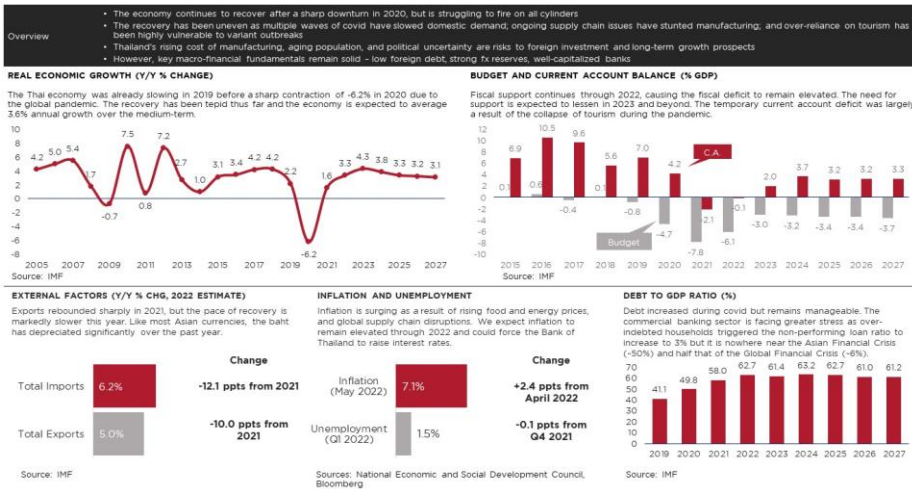 Overview
• The economy continues to recover after a sharp downturn in 2020, but is struggling to fire on all cylinders
• The recovery has been uneven as multiple waves of covid have slowed domestic demand; ongoing supply chain issues have stunted manufacturing; and over-reliance on tourism has
been highly vulnerable to variant outbreaks
• Thailand's rising cost of manufacturing, aging population, and political uncertainty are risks to foreign investment and long-term growth prospects
• However, key macro-financial fundamentals remain solid – low foreign debt, strong fx reserves, well-capitalized banks
REAL ECONOMIC GROWTH (Y/Y % CHANGE)
The Thai economy was already slowing in 2019 before a sharp contraction of -6.2% in 2020 due to
the global pandemic. The recovery has been tepid thus far and the economy is expected to average
3.6% annual growth over the medium-term.
10
8
6
4
2
0
-2
-4
-6
-8
4.2 5.0 5.4 1.7 -0.7 7.5 0.8 7.2 2.7 1.0 3.1 3.4 4.2 4.2 2.2 -6.2 1.6 3.3 4.3 3.8 3.3 3.2 3.1
2005 2007 2009 2011 2013 2015 2017 2019 2021 2023 2025 2027
Source: IMF
BUDGET AND CURRENT ACCOUNT BALANCE (% GDP)
Fiscal support continues through 2022, causing the fiscal deficit to remain elevated. The need for
support is expected to lessen in 2023 and beyond. The temporary current account deficit was largely
a result of the collapse of tourism during the pandemic.
12
10
8
6
4
2
0
-2
-4
-6
-8
-10
6.9 10.5 9.6 5.6 7.0 4.2 -2.1 -0.1 2.0 3.7 3.2 3.2 3.3
C.A.
0.1 0.6 -0.4 0.1 -0.8 -4.7 -7.8 -6.1 -3.0 -3.2 -3.4 -3.4 -3.7
Budget
2015 2016 2017 2018 2019 2020 2021 2022 2023 2024 2025 2026 2027
Source: IMF
EXTERNAL FACTORS (Y/Y % CHG, 2022 ESTIMATE)
Exports rebounded sharply in 2021, but the pace of recovery is
markedly slower this year. Like most Asian currencies, the baht
has depreciated significantly over the past year.
Change
Total Imports 6.2% -12.1 ppts from 2021
Total Exports 5.0% -10.0 ppts from
2021
Source: IMF
INFLATION AND UNEMPLOYMENT
Inflation is surging as a result of rising food and energy prices,
and global supply chain disruptions. We expect inflation to
remain elevated through 2022 and could force the Bank of
Thailand to raise interest rates.
Change
Inflation
(May 2022)
7.1%
+2.4 ppts from
April 2022
Unemployment
(Q1 2022)
1.5%
-0.1 ppts from
Q4 2021
Sources; National Economic and Social Development Council,
Bloomberg
DEBT TO GDP RATIO (%)
Debt increased during covid but remains manageable. The
commercial banking sector is facing greater stress as over-
indebted households triggered the non-performing loan ratio to
increase to 3% but it is nowhere near the Asian Financial Crisis
(~50%) and half that of the Global Financial Crisis (~6%).
70
60
50
40
30
20
10
0
41.1 49.8 58.0 62.7 61.4 63.2 62.7 61.0 61.2
2019 2020 2021 2022 2023 2024 2025 2026 2027
Source: IMF